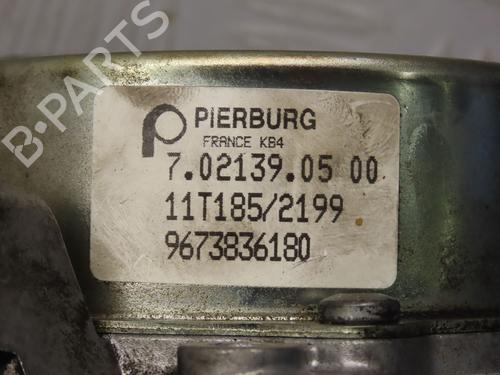 B-PARTS
PIERBURG
FRANCE KB4
7.02139.05 00
11T185/2199
9673836180